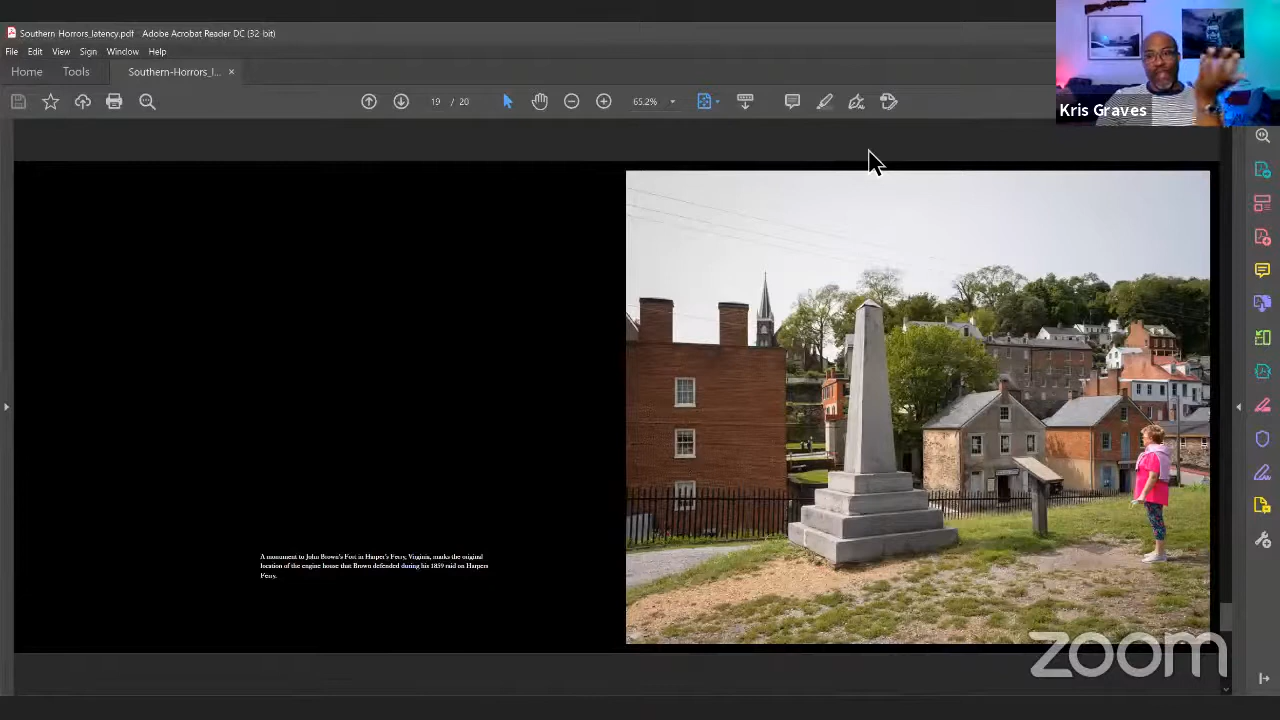 Southern-Horrors_latency.pdf - Adobe Acrobat Reader DC (32-bit)
File Edit View Sign Window Help
Home Tools Southern-Horrors_l... ×
19 / 20 65.2%
Kris Graves
A monument to John Brown's Fort in Harper's Ferry, Virginia, marks the original
location of the engine house that Brown defended during his 1859 raid on Harpers
Ferry.
zoom